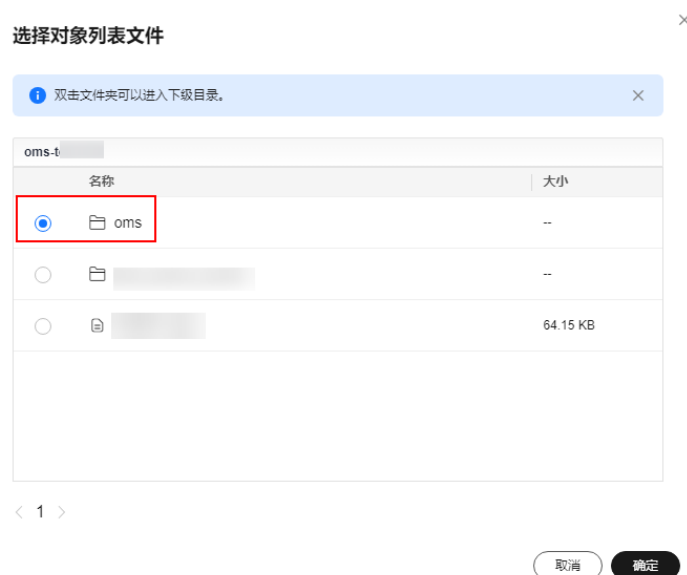 选择对象列表文件
双击文件夹可以进入下级目录。
oms-t
名称 大小
oms --
--
64.15 KB
1
取消 确定